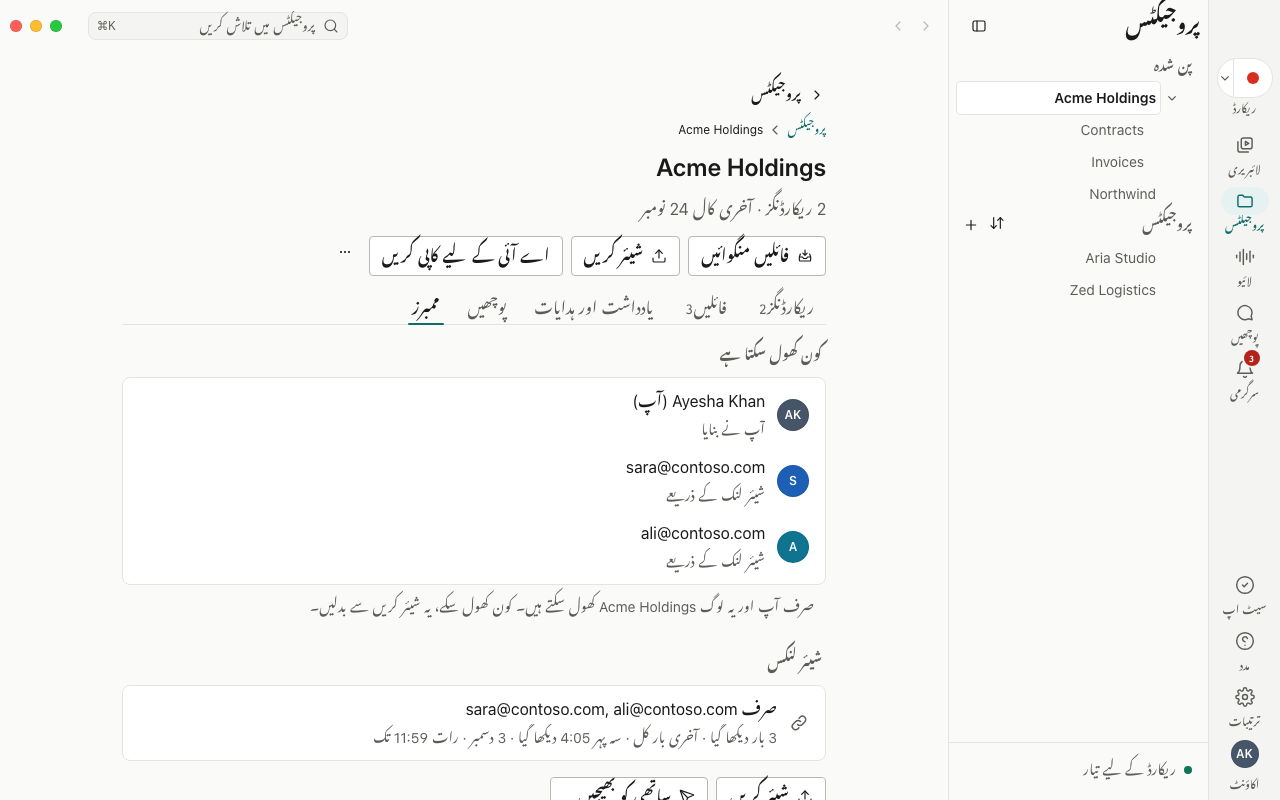 پروجیکٹس میں تلاش کریں
⌘K
پروجیکٹس
پن شدہ
Acme Holdings
Contracts
Invoices
Northwind
پروجیکٹس
Aria Studio
Zed Logistics
ریکارڈ کے لیے تیار
ریکارڈ
لائبریری
پروجیکٹس
لائیو
پوچھیں
3
سرگرمی
سیٹ اپ
مدد
ترتیبات
AK
اکاؤنٹ
پروجیکٹس
پروجیکٹس
Acme Holdings
Acme Holdings
2 ریکارڈنگز · آخری کال 24 نومبر
فائلیں منگوائیں
شیئر کریں
اے آئی کے لیے کاپی کریں
ریکارڈنگز2
فائلیں3
یادداشت اور ہدایات
پوچھیں
ممبرز
کون کھول سکتا ہے
AK
Ayesha Khan (آپ)
آپ نے بنایا
S
sara@contoso.com
شیئر لنک کے ذریعے
A
ali@contoso.com
شیئر لنک کے ذریعے
صرف آپ اور یہ لوگ Acme Holdings کھول سکتے ہیں۔ کون کھول سکے، یہ شیئر کریں سے بدلیں۔
شیئر لنکس
صرف sara@contoso.com, ali@contoso.com
3 بار دیکھا گیا · آخری بار کل · سہ پہر 4:05 دیکھا گیا · 3 دسمبر · رات 11:59 تک
شیئر کریں
ساتھی کو بھیجیں